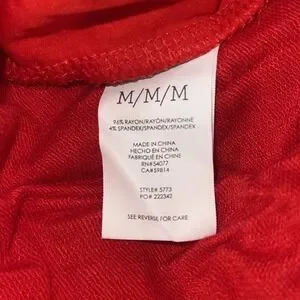 M/M/M
96% RAYON/RAYÓN/RAYONNE
4% SPANDEX/SPANDEX/SPANDEX
MADE IN CHINA
HECHO EN CHINA
FABRIQUÉ EN CHINE
RN#54077
CA#59814
STYLE# 5773
PO# 222342
SEE REVERSE FOR CARE